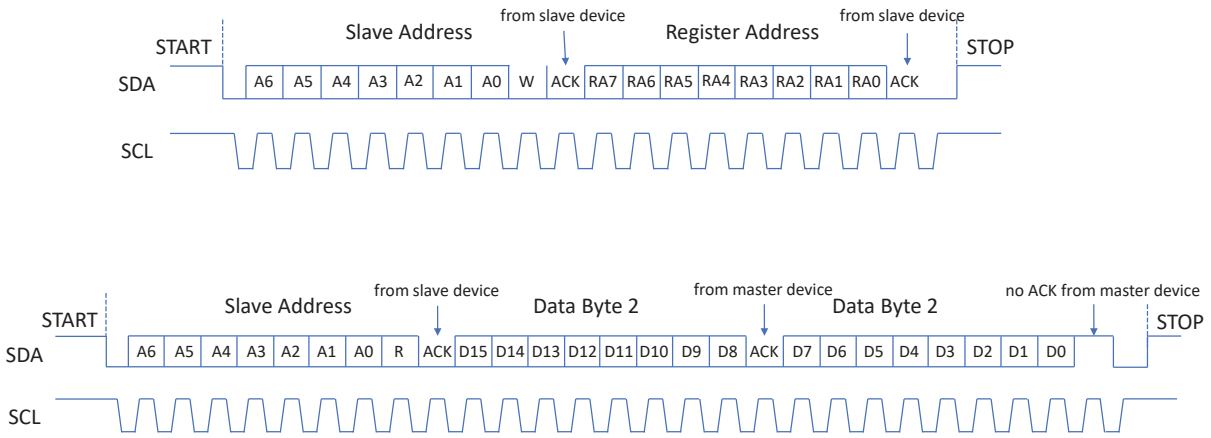 from slave device from slave device
START Slave Address Register Address STOP
SDA A6 A5 A4 A3 A2 A1 A0 W ACK RA7 RA6 RA5 RA4 RA3 RA2 RA1 RA0 ACK
SCL
from slave device from master device no ACK from master device
START Slave Address Data Byte 2 Data Byte 2 STOP
SDA A6 A5 A4 A3 A2 A1 A0 R ACK D15 D14 D13 D12 D11 D10 D9 D8 ACK D7 D6 D5 D4 D3 D2 D1 D0
SCL